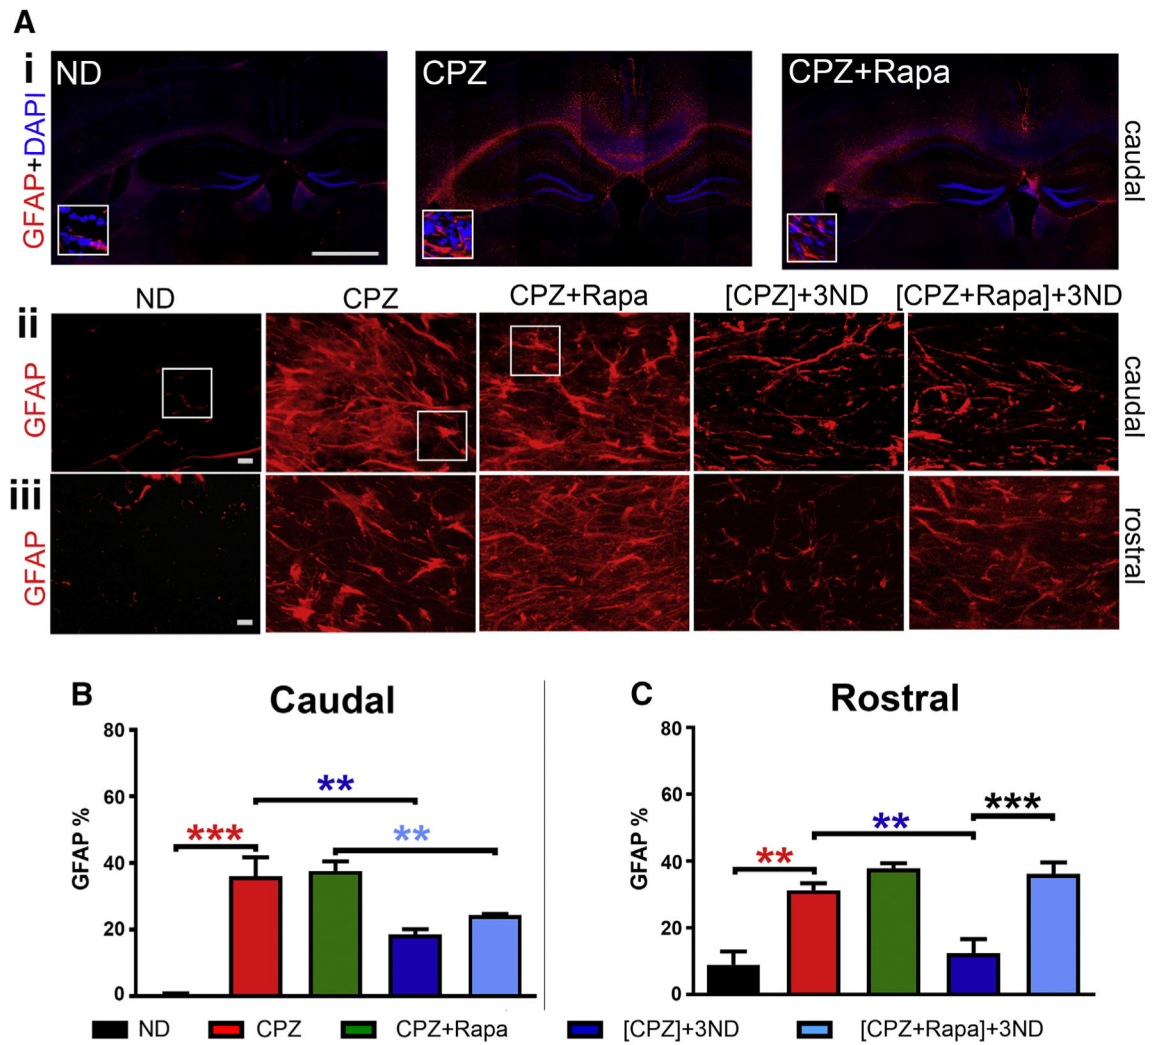 A
i
ND
CPZ
CPZ+Rapa
GFAP+DAPI
caudal
ND
CPZ
CPZ+Rapa
[CPZ]+3ND
[CPZ+Rapa]+3ND
ii
GFAP
caudal
iii
GFAP
rostral
B
Caudal
GFAP %
80
60
40
20
0
***
**
**
C
Rostral
GFAP %
80
60
40
20
0
**
**
***
ND
CPZ
CPZ+Rapa
[CPZ]+3ND
[CPZ+Rapa]+3ND